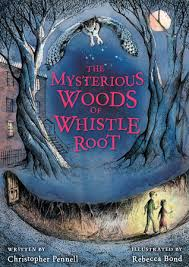 THE
MYSTERIOUS
WOODS
OF
WHISTLE
ROOT
WRITTEN BY
Christopher Pennell
ILLUSTRATED BY
Rebecca Bond